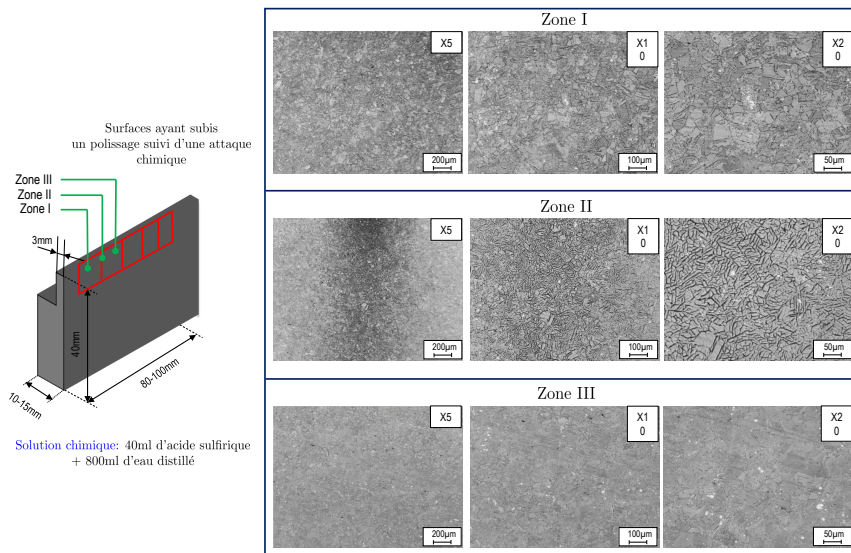 Surfaces ayant subis
un polissage suivi d'une attaque
chimique
Zone III
Zone II
Zone I
3mm
40mm
80-100mm
10-15mm
Solution chimique: 40ml d'acide sulfirique
+ 800ml d'eau distillé
Zone I
X5
200µm
X1
0
100µm
X2
0
50µm
Zone II
X5
200µm
X1
0
100µm
X2
0
50µm
Zone III
X5
200µm
X1
0
100µm
X2
0
50µm